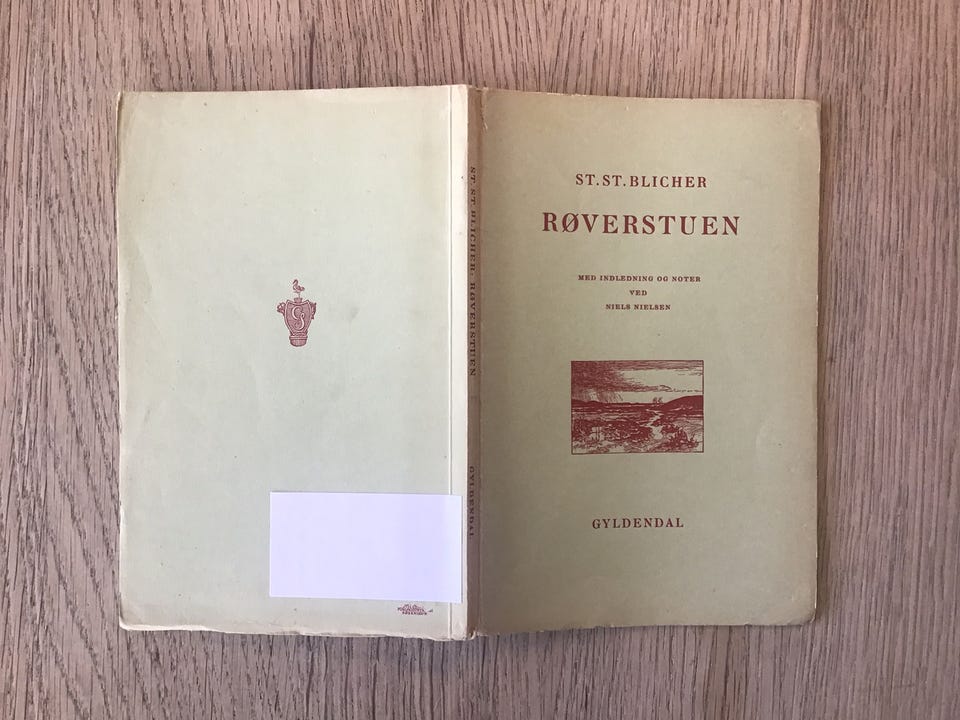 ST. ST. BLICHER
RØVERSTUEN
MED INDLEDNING OG NOTER
VED
NIELS NIELSEN
GYLDENDAL
ST. ST. BLICHER: RØVERSTUEN
GYLDENDAL
G